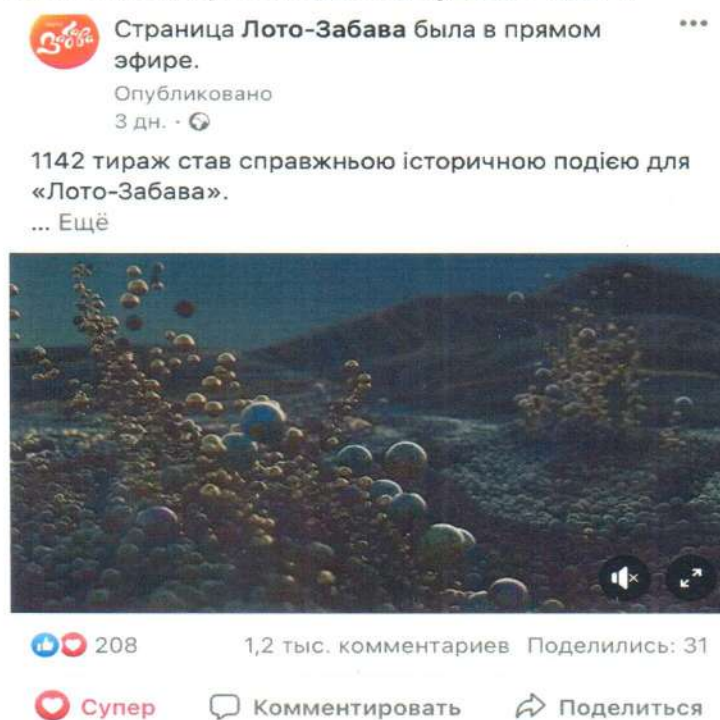 Страница Лото-Забава была в прямом
эфире.
Опубликовано
3 дн. ·
1142 тираж став справжньою історичною подією для
«Лото-Забава».
... Ещё
208 1,2 тыс. комментариев Поделились: 31
Супер Комментировать Поделиться